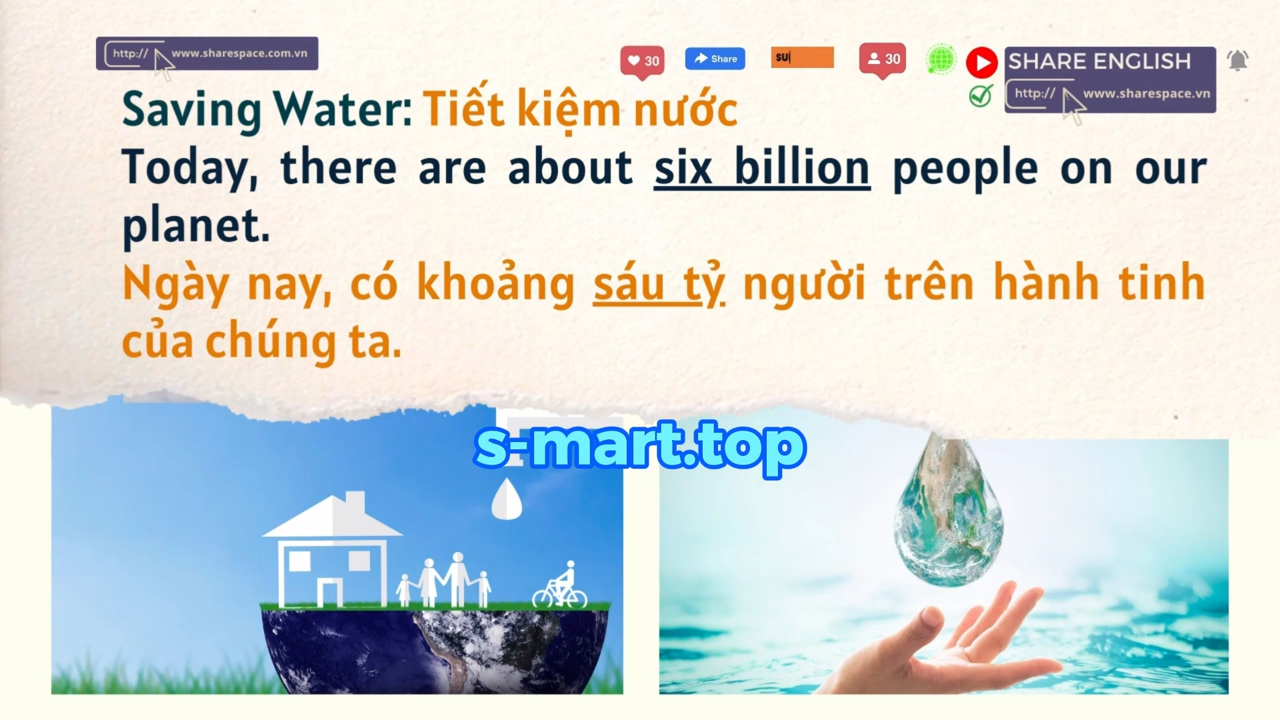 http:// www.sharespace.com.vn
30
Share
su
30
SHARE ENGLISH
http:// www.sharespace.vn
Saving Water: Tiết kiệm nước
Today, there are about six billion people on our
planet.
Ngày nay, có khoảng sáu tỷ người trên hành tinh
của chúng ta.
s-mart.top